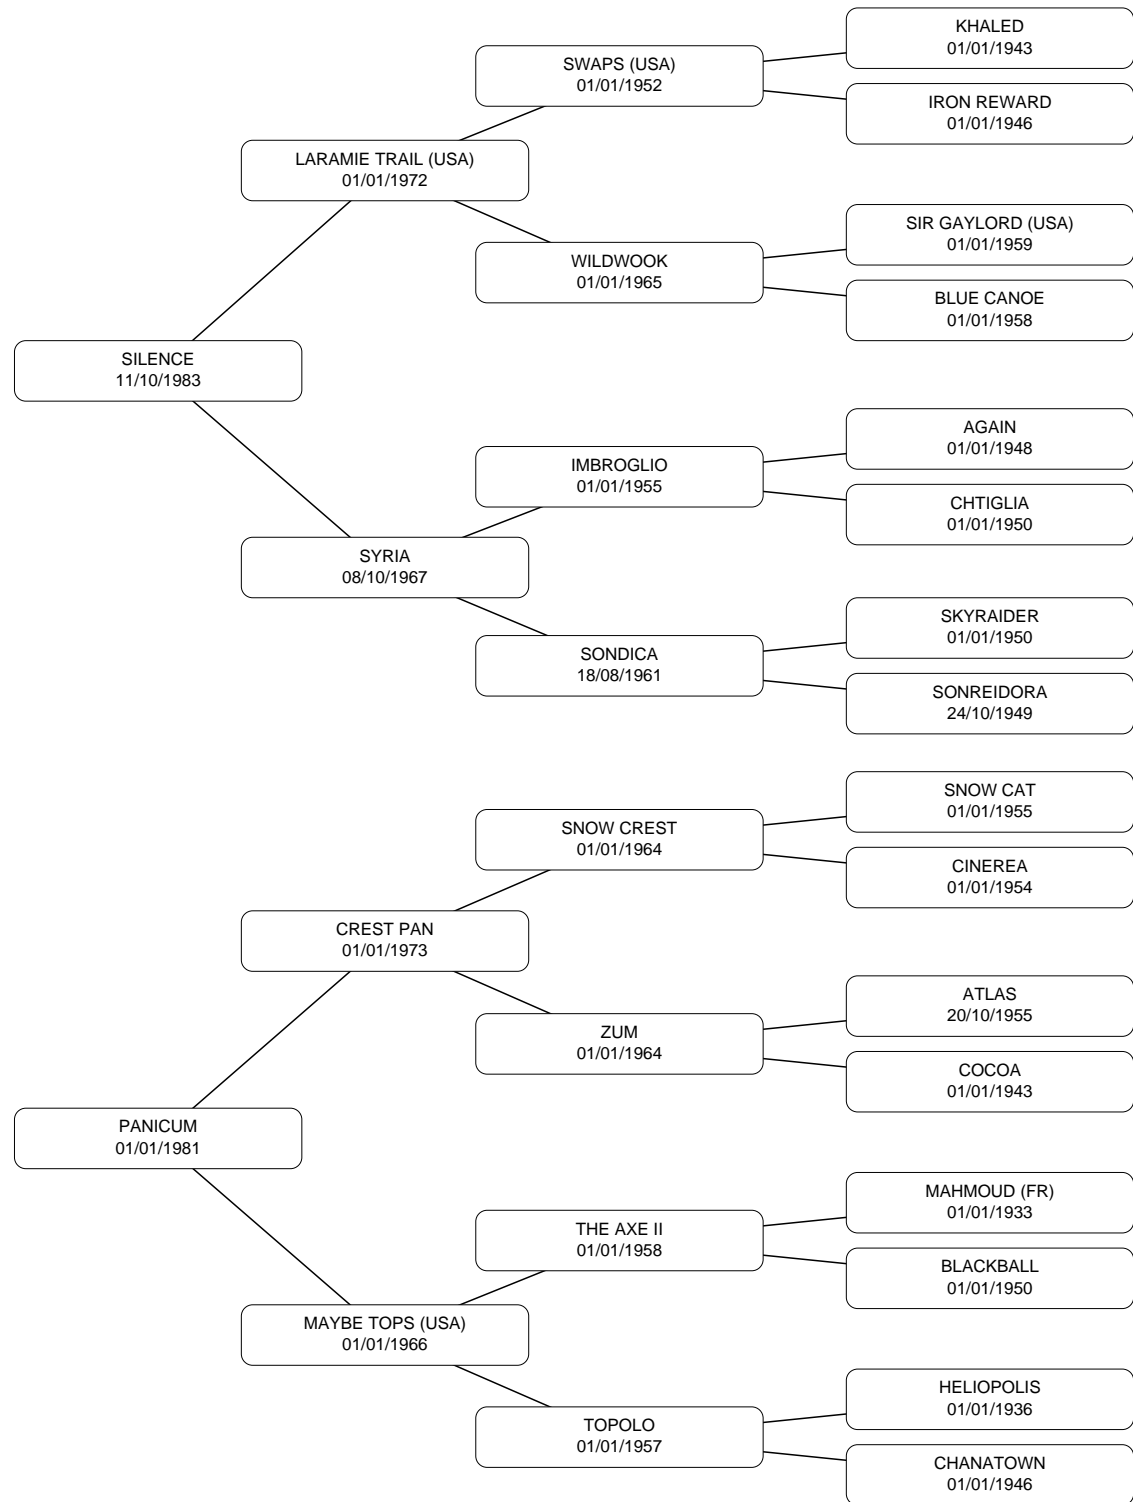 KHALED
01/01/1943
SWAPS (USA)
01/01/1952
IRON REWARD
01/01/1946
LARAMIE TRAIL (USA)
01/01/1972
SIR GAYLORD (USA)
01/01/1959
WILDWOOK
01/01/1965
BLUE CANOE
01/01/1958
SILENCE
11/10/1983
AGAIN
01/01/1948
IMBROGLIO
01/01/1955
CHTIGLIA
01/01/1950
SYRIA
08/10/1967
SKYRAIDER
01/01/1950
SONDICA
18/08/1961
SONREIDORA
24/10/1949
SNOW CAT
01/01/1955
SNOW CREST
01/01/1964
CINEREA
01/01/1954
CREST PAN
01/01/1973
ATLAS
20/10/1955
ZUM
01/01/1964
COCOA
01/01/1943
PANICUM
01/01/1981
MAHMOUD (FR)
01/01/1933
THE AXE II
01/01/1958
BLACKBALL
01/01/1950
MAYBE TOPS (USA)
01/01/1966
HELIOPOLIS
01/01/1936
TOPOLO
01/01/1957
CHANATOWN
01/01/1946